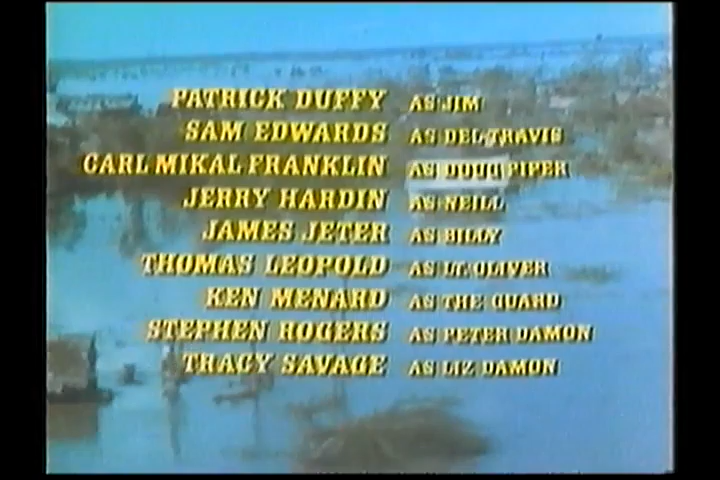 PATRICK DUFFY AS JIM
SAM EDWARDS AS DEL TRAVIS
CARL MIKAL FRANKLIN AS DOUG PIPER
JERRY HARDIN AS NEILL
JAMES JETER AS BILLY
THOMAS LEOPOLD AS LT. OLIVER
KEN MENARD AS THE GUARD
STEPHEN ROGERS AS PETER DAMON
TRACY SAVAGE AS LIZ DAMON